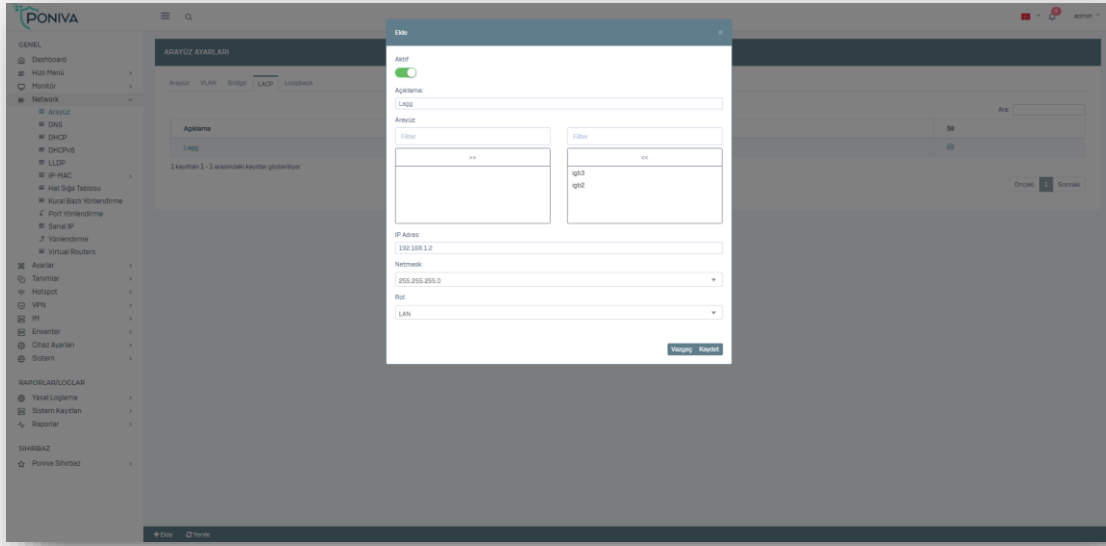 PONIVA
6
admin
GENEL
Dashboard
Hızlı Menü
Monitör
Network
Arayüz
DNS
DHCP
DHCPv6
LLDP
IP-MAC
Hat Sığa Tablosu
Kural Bazlı Yönlendirme
Port Yönlendirme
Sanal IP
Yönlendirme
Virtual Routers
Ayarlar
Tanımlar
Hotspot
VPN
IM
Envanter
Cihaz Ayarları
Sistem
RAPORLAR/LOGLAR
Yasal Loglama
Sistem Kayıtları
Raporlar
SİHİRBAZ
Poniva Sihirbaz
ARAYÜZ AYARLARI
Arayüz VLAN Bridge LACP Loopback
Ara:
Açıklama Sil
Lagg
1 kayıttan 1 - 1 arasındaki kayıtlar gösteriliyor
Önceki 1 Sonraki
Ekle ×
Aktif
Açıklama:
Lagg
Arayüz:
Filter Filter
>> <<
igb3
igb2
IP Adres:
192.168.1.2
Netmask:
255.255.255.0
Rol:
LAN
Vazgeç Kaydet
+ Ekle Yenile